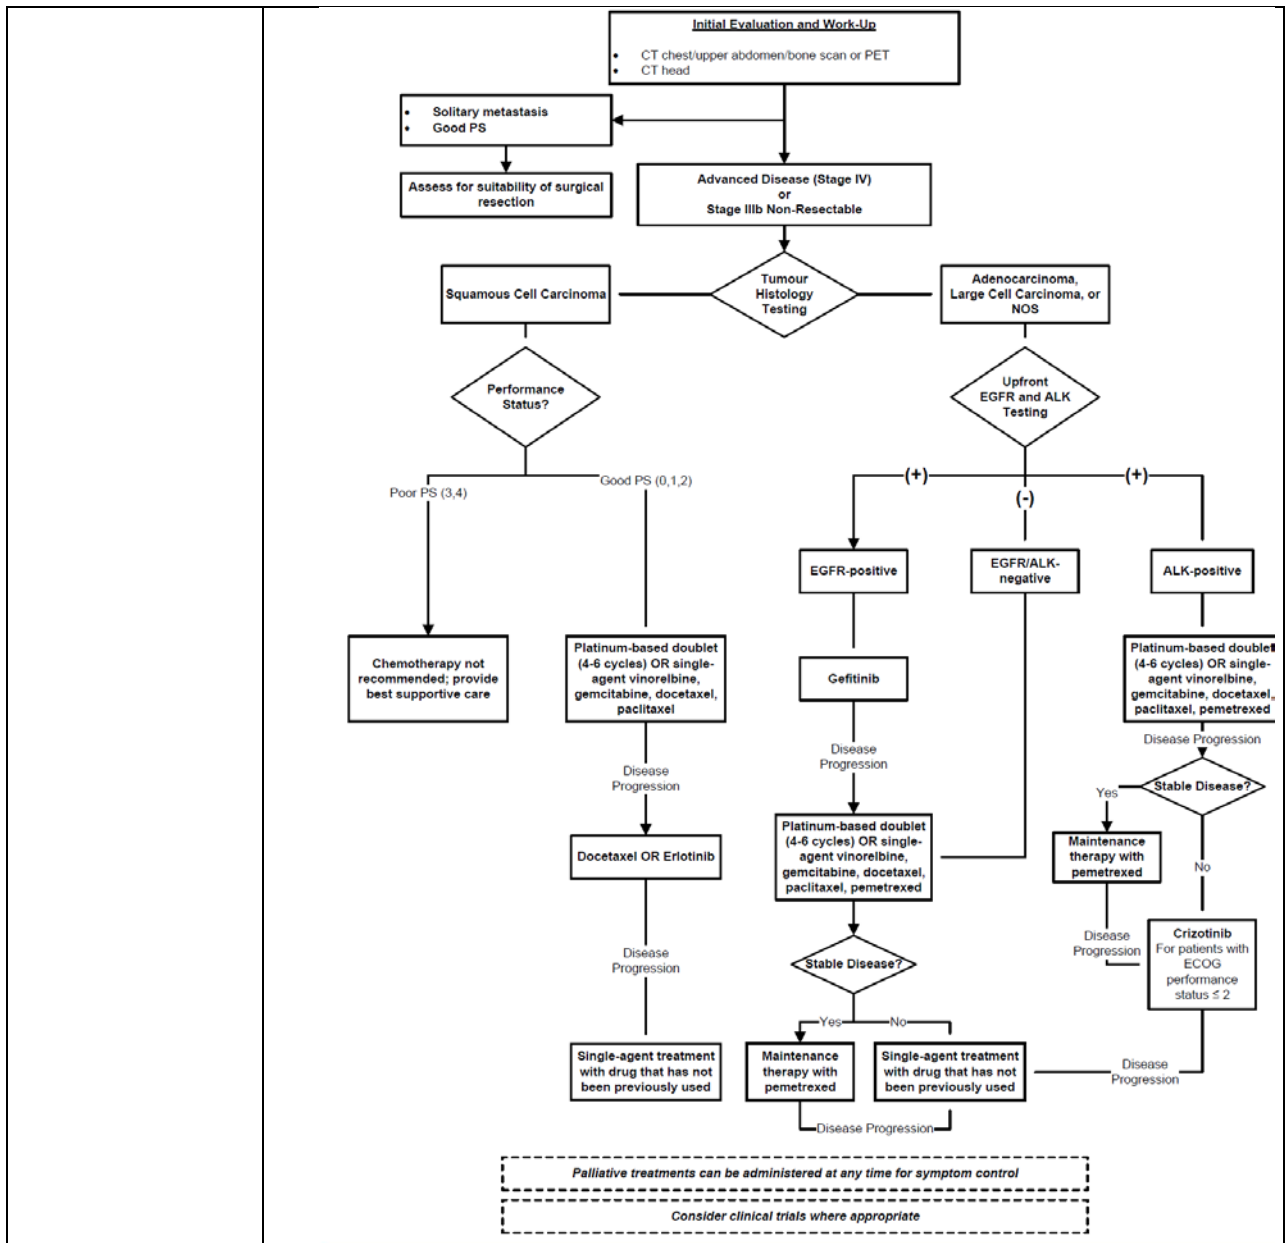 Initial Evaluation and Work-Up
• CT chest/upper abdomen/bone scan or PET
• CT head
• Solitary metastasis
• Good PS
Assess for suitability of surgical
resection
Advanced Disease (Stage IV)
or
Stage IIIb Non-Resectable
Tumour
Histology
Testing
Squamous Cell Carcinoma
Adenocarcinoma,
Large Cell Carcinoma, or
NOS
Performance
Status?
Upfront
EGFR and ALK
Testing
Poor PS (3,4)
Good PS (0,1,2)
(+)
(-)
(+)
EGFR-positive
EGFR/ALK-
negative
ALK-positive
Chemotherapy not
recommended; provide
best supportive care
Platinum-based doublet
(4-6 cycles) OR single-
agent vinorelbine,
gemcitabine, docetaxel,
paclitaxel
Gefitinib
Platinum-based doublet
(4-6 cycles) OR single-
agent vinorelbine,
gemcitabine, docetaxel,
paclitaxel, pemetrexed
Disease
Progression
Disease
Progression
Disease Progression
Stable Disease?
Yes
No
Docetaxel OR Erlotinib
Platinum-based doublet
(4-6 cycles) OR single-
agent vinorelbine,
gemcitabine, docetaxel,
paclitaxel, pemetrexed
Maintenance
therapy with
pemetrexed
Disease
Progression
Stable Disease?
Disease
Progression
Crizotinib
For patients with
ECOG
performance
status ≤ 2
Yes
No
Single-agent treatment
with drug that has not
been previously used
Maintenance
therapy with
pemetrexed
Single-agent treatment
with drug that has not
been previously used
Disease
Progression
Disease Progression
Palliative treatments can be administered at any time for symptom control
Consider clinical trials where appropriate